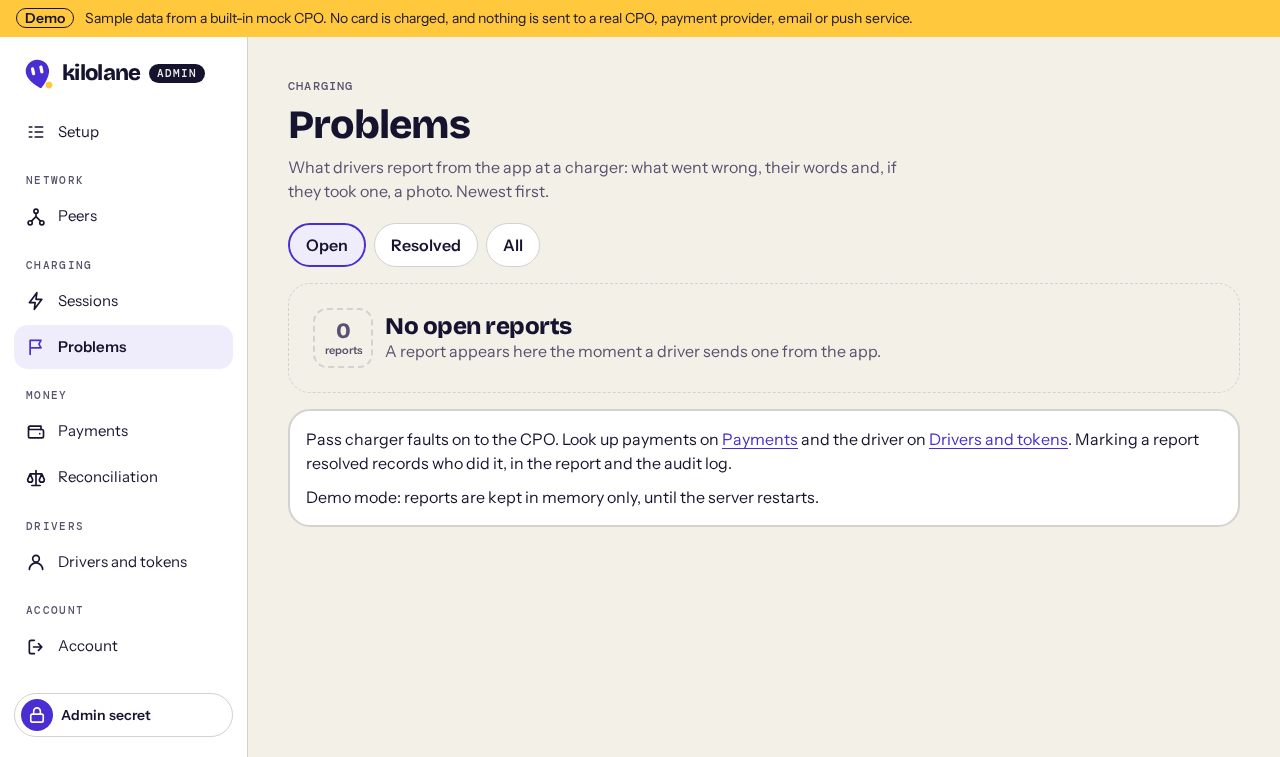 Demo Sample data from a built-in mock CPO. No card is charged, and nothing is sent to a real CPO, payment provider, email or push service.
kilolane ADMIN
Setup
NETWORK
Peers
CHARGING
Sessions
Problems
MONEY
Payments
Reconciliation
DRIVERS
Drivers and tokens
ACCOUNT
Account
Admin secret
CHARGING
Problems
What drivers report from the app at a charger: what went wrong, their words and, if
they took one, a photo. Newest first.
Open Resolved All
0
reports
No open reports
A report appears here the moment a driver sends one from the app.
Pass charger faults on to the CPO. Look up payments on Payments and the driver on Drivers and tokens. Marking a report
resolved records who did it, in the report and the audit log.
Demo mode: reports are kept in memory only, until the server restarts.